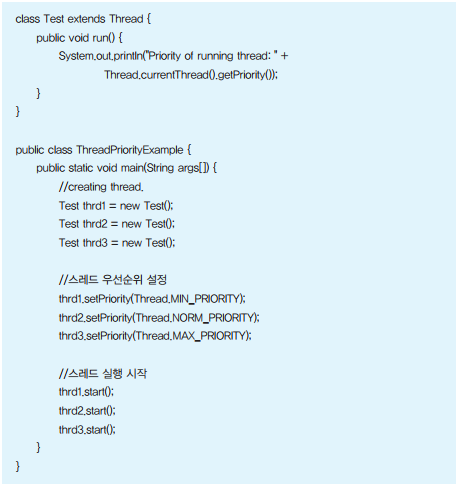 class Test extends Thread {
public void run() {
System.out.println("Priority of running thread: " +
Thread.currentThread().getPriority());
}
}
public class ThreadPriorityExample {
public static void main(String args[]) {
//creating thread.
Test thrd1 = new Test();
Test thrd2 = new Test();
Test thrd3 = new Test();
//스레드 우선순위 설정
thrd1.setPriority(Thread.MIN_PRIORITY);
thrd2.setPriority(Thread.NORM_PRIORITY);
thrd3.setPriority(Thread.MAX_PRIORITY);
//스레드 실행 시작
thrd1.start();
thrd2.start();
thrd3.start();
}
}